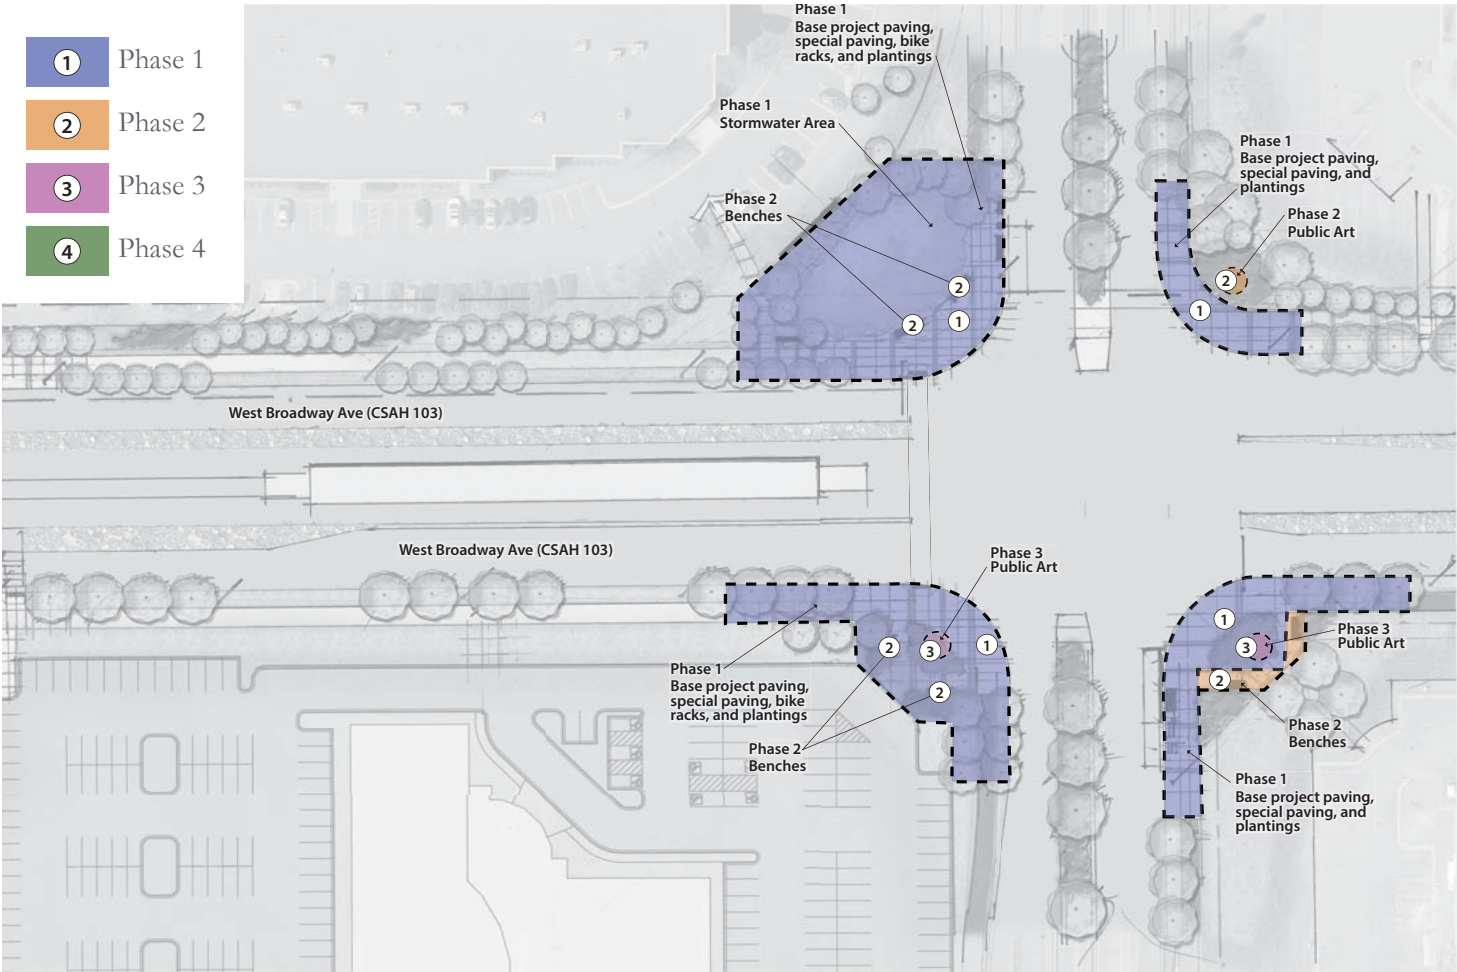 1 Phase 1
2 Phase 2
3 Phase 3
4 Phase 4
Phase 1
Base project paving,
special paving, bike
racks, and plantings
Phase 1
Stormwater Area
Phase 2
Benches
2
2
1
Phase 1
Base project paving,
special paving, and
plantings
Phase 2
Public Art
2
1
West Broadway Ave (CSAH 103)
West Broadway Ave (CSAH 103)
Phase 3
Public Art
2
3
1
2
Phase 1
Base project paving,
special paving, bike
racks, and plantings
Phase 2
Benches
1
3
2
Phase 3
Public Art
Phase 2
Benches
Phase 1
Base project paving,
special paving, and
plantings